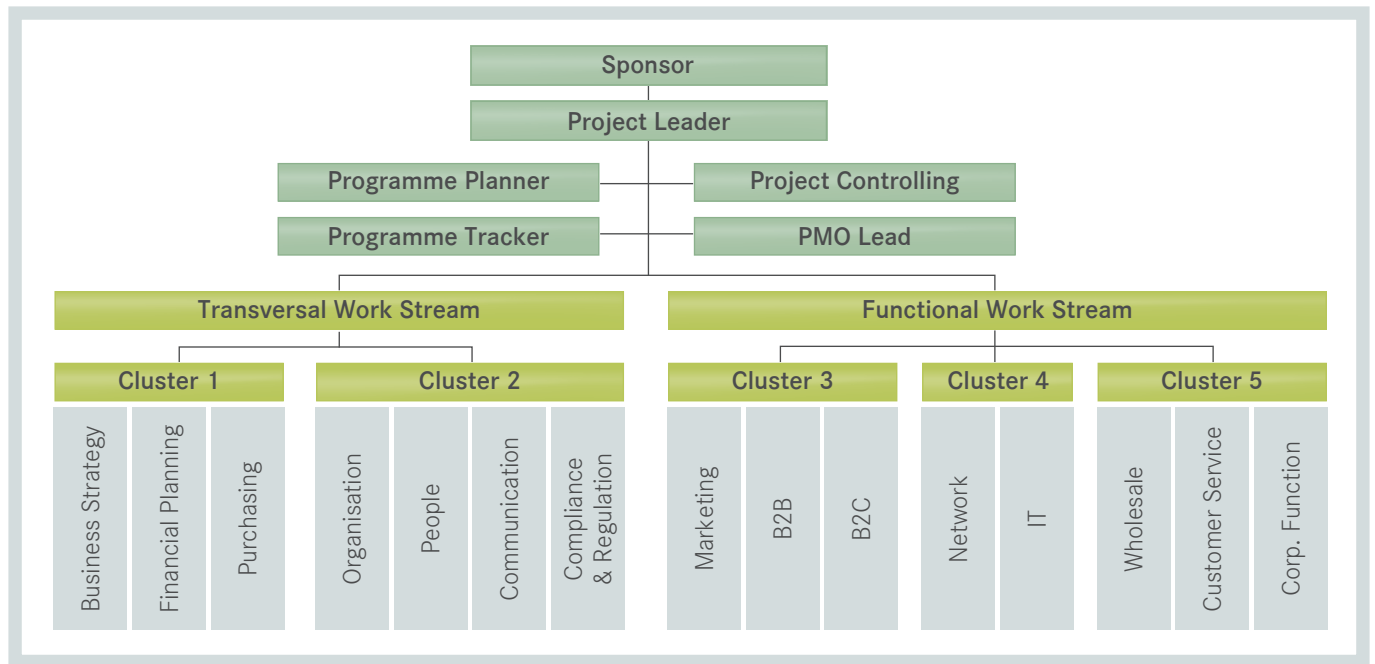 Sponsor
Project Leader
Programme Planner
Project Controlling
Programme Tracker
PMO Lead
Transversal Work Stream
Functional Work Stream
Cluster 1
Cluster 2
Cluster 3
Cluster 4
Cluster 5
Business Strategy
Financial Planning
Purchasing
Organisation
People
Communication
Compliance
& Regulation
Marketing
B2B
B2C
Network
IT
Wholesale
Customer Service
Corp. Function